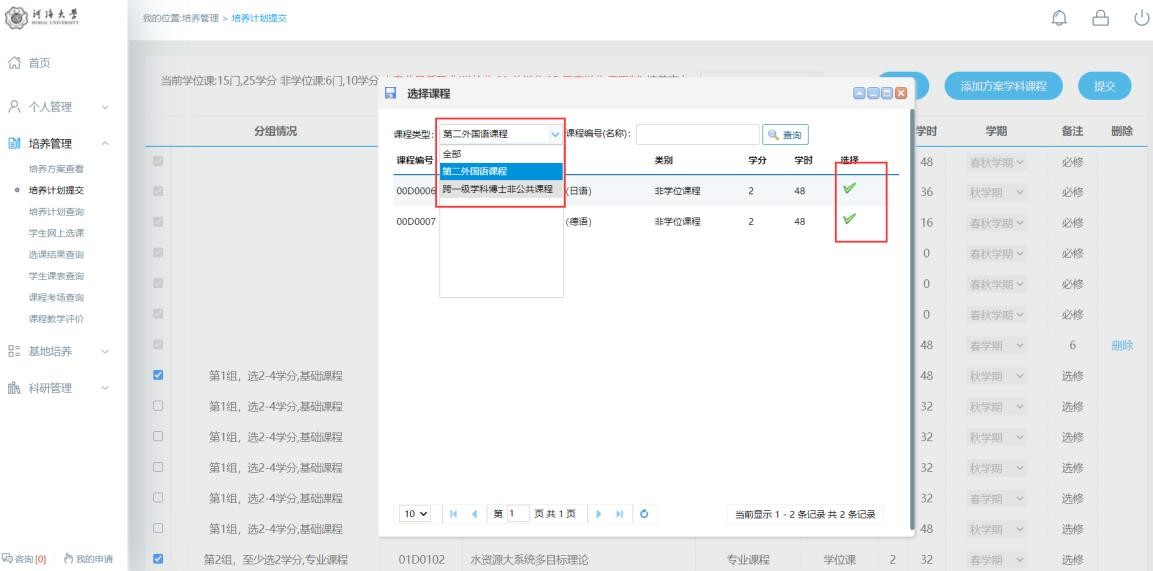 河海大学
HOHAI UNIVERSITY
我的位置:培养管理 > 培养计划提交
首页
个人管理
培养管理
培养方案查看
培养计划提交
培养计划查询
学生网上选课
选课结果查询
学生课表查询
课程考场查询
课程教学评价
基地培养
科研管理
咨询[0] 我的申请
当前学位课:15门,25学分 非学位课:6门,10学分
添加方案学科课程 提交
分组情况 学时 学期 备注 删除
选择课程
课程类型: 第二外国语课程 课程编号(名称): 查询
全部
第二外国语课程
跨一级学科博士非公共课程
课程编号 类别 学分 学时 选择
00D0006 (日语) 非学位课程 2 48
00D0007 (德语) 非学位课程 2 48
10 第 1 页 共 1 页 当前显示 1 - 2 条记录 共 2 条记录
48 春秋学期 必修
36 秋学期 必修
16 春秋学期 必修
0 春秋学期 必修
0 春秋学期 必修
0 春秋学期 必修
48 春学期 6 删除
第1组，选2-4学分,基础课程 48 秋学期 选修
第1组，选2-4学分,基础课程 32 秋学期 选修
第1组，选2-4学分,基础课程 32 秋学期 选修
第1组，选2-4学分,基础课程 32 秋学期 选修
第1组，选2-4学分,基础课程 32 春学期 选修
第1组，选2-4学分,基础课程 48 秋学期 选修
第2组，至少选2学分,专业课程 01D0102 水资源大系统多目标理论 专业课程 学位课 2 32 春学期 选修